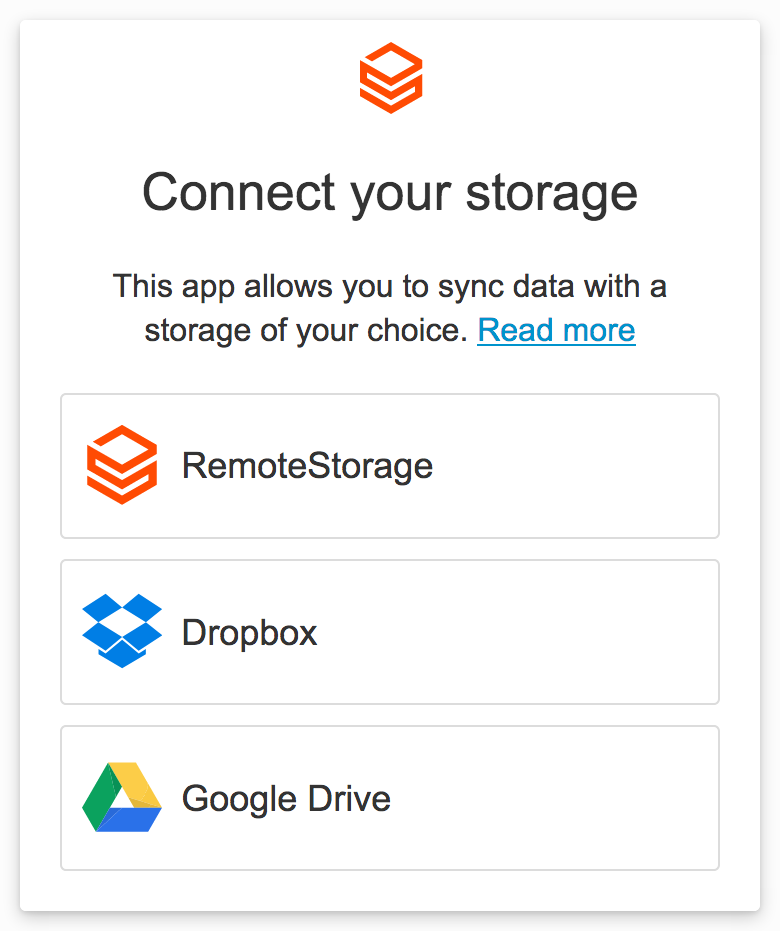 Connect your storage
This app allows you to sync data with a
storage of your choice. Read more
RemoteStorage
Dropbox
Google Drive